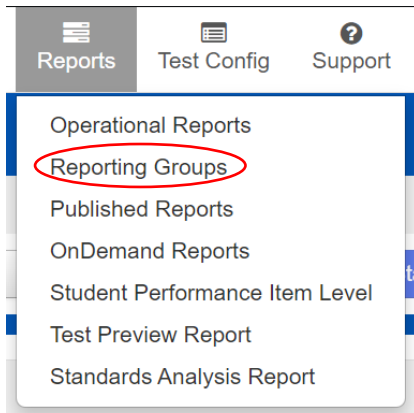 Reports Test Config Support
Operational Reports
Reporting Groups
Published Reports
OnDemand Reports
Student Performance Item Level
Test Preview Report
Standards Analysis Report